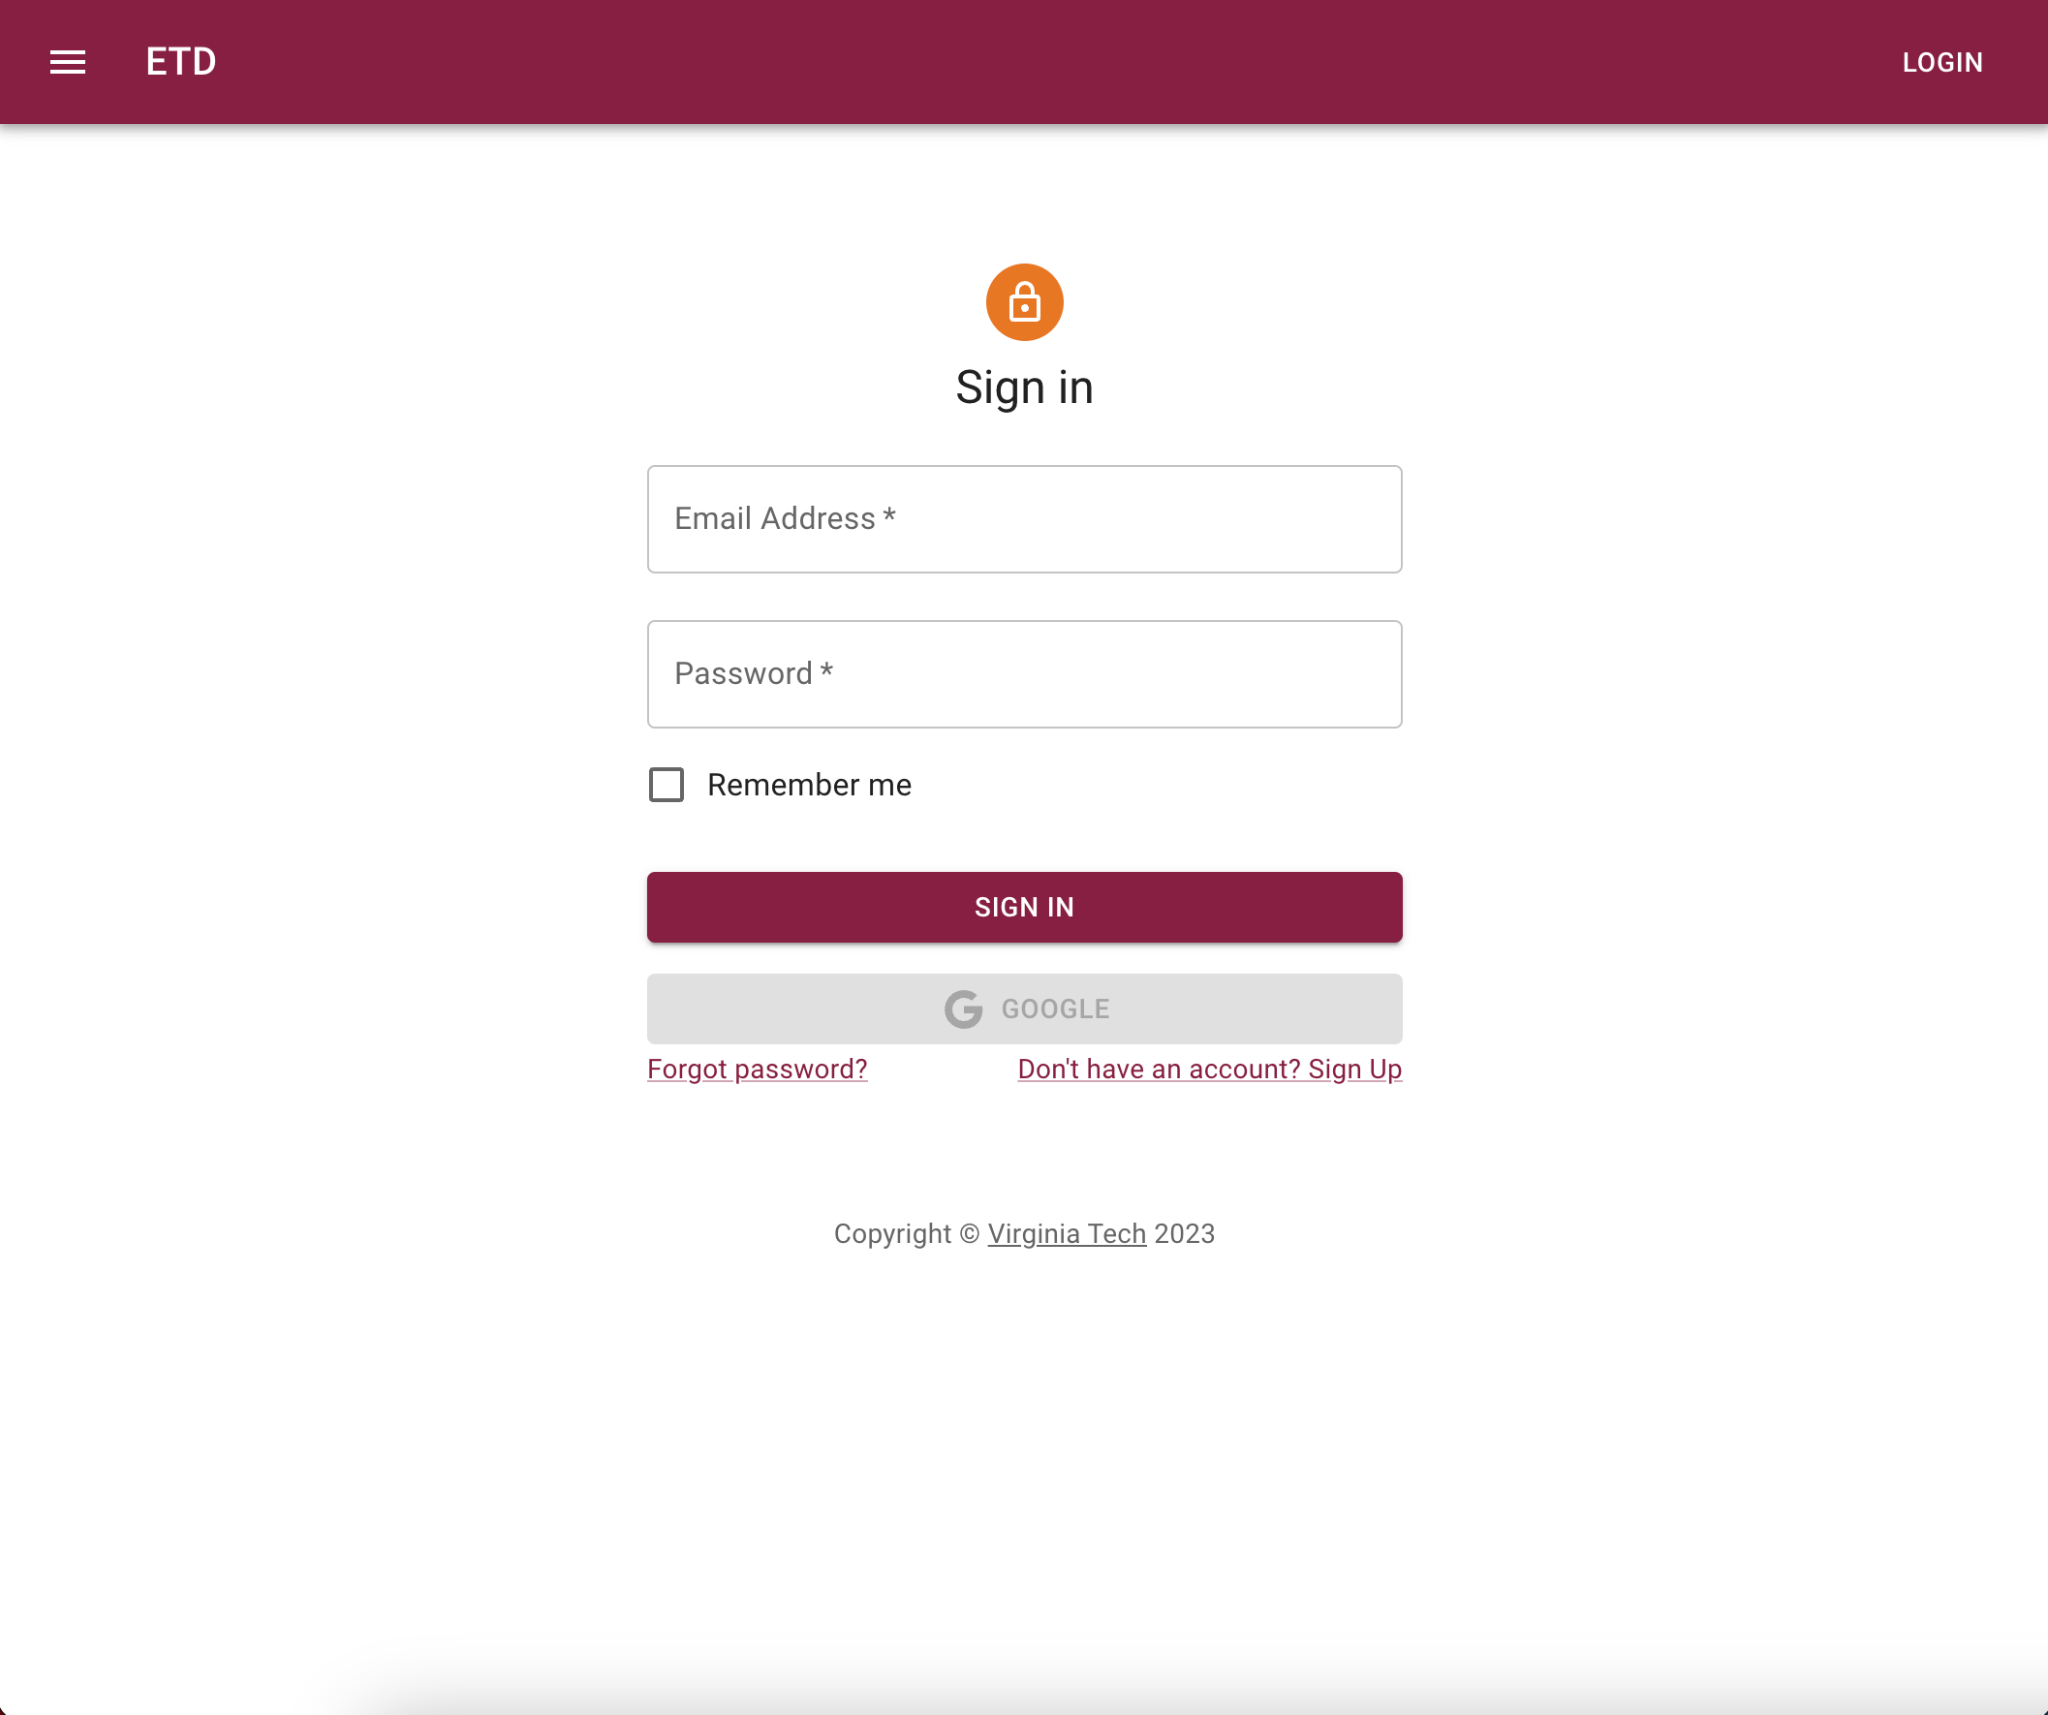 ETD
LOGIN
Sign in
Email Address *
Password *
Remember me
SIGN IN
GOOGLE
Forgot password?
Don't have an account? Sign Up
Copyright © Virginia Tech 2023